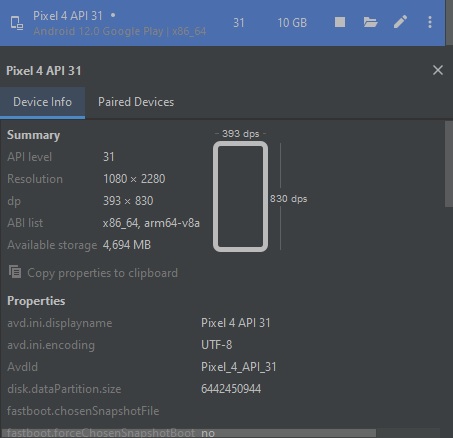 Pixel 4 API 31 31 10 GB
Android 12.0 Google Play | x86_64
Pixel 4 API 31
Device Info Paired Devices
Summary
393 dps
API level 31
Resolution 1080 × 2280
dp 393 × 830
830 dps
ABI list x86_64, arm64-v8a
Available storage 4,694 MB
Copy properties to clipboard
Properties
avd.ini.displayname Pixel 4 API 31
avd.ini.encoding UTF-8
AvdId Pixel_4_API_31
disk.dataPartition.size 6442450944
fastboot.chosenSnapshotFile
fastboot.forceChosenSnapshotBoot no